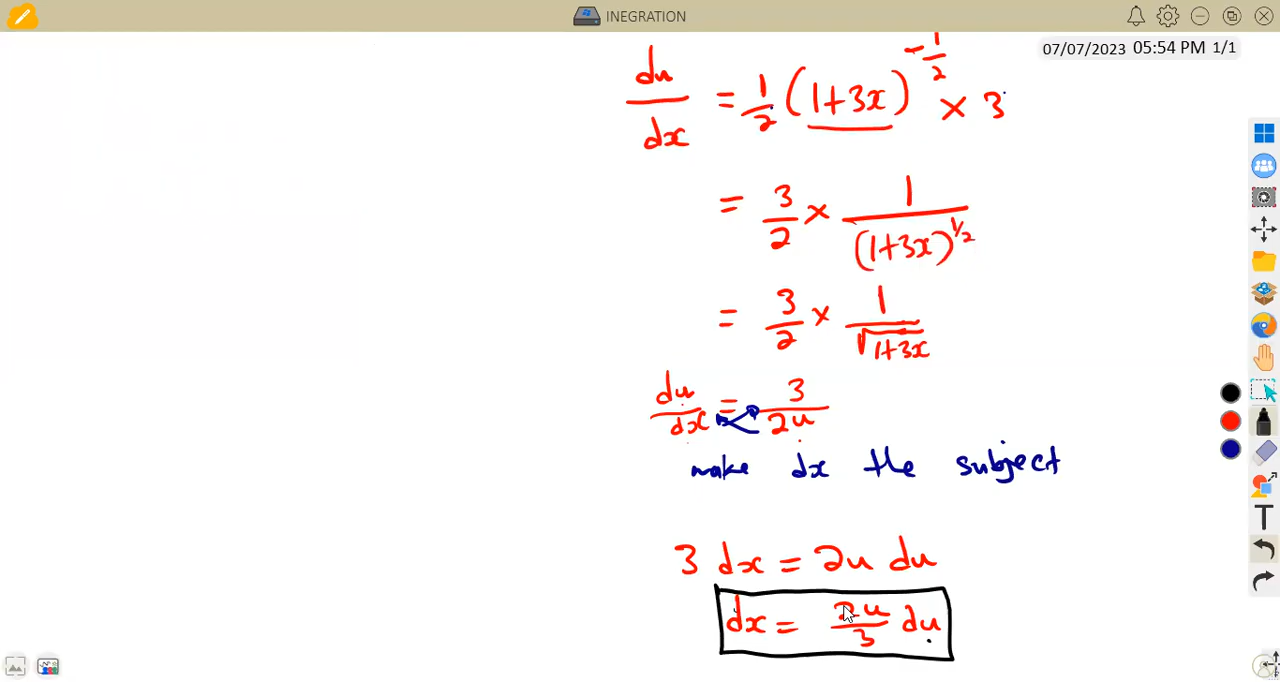 INEGRATION
07/07/2023 05:54 PM 1/1
du/dx = 1/2 (1+3x)^-1/2 × 3
= 3/2 × 1/(1+3x)^1/2
= 3/2 × 1/√1+3x
du/dx = 3/2u
make dx the subject
3 dx = 2u du
dx = 2u/3 du
T